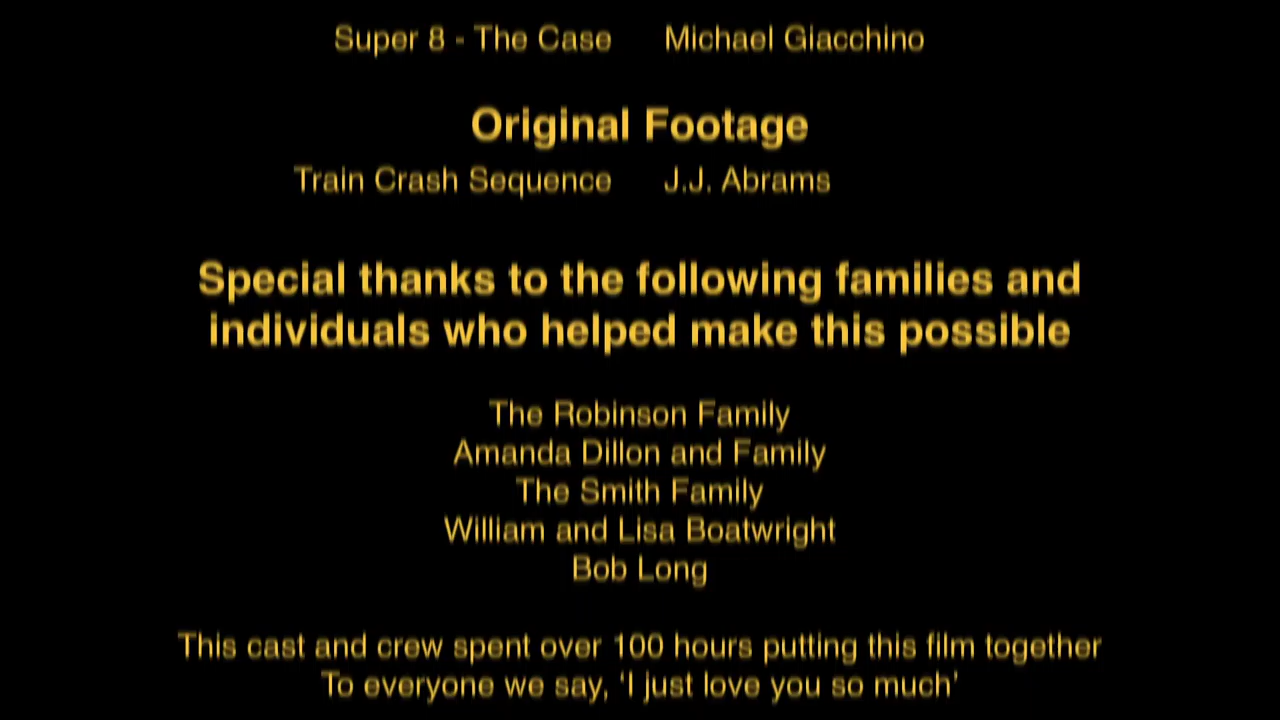 Super 8 - The Case Michael Giacchino
Original Footage
Train Crash Sequence J.J. Abrams
Special thanks to the following families and
individuals who helped make this possible
The Robinson Family
Amanda Dillon and Family
The Smith Family
William and Lisa Boatwright
Bob Long
This cast and crew spent over 100 hours putting this film together
To everyone we say, ‘I just love you so much’